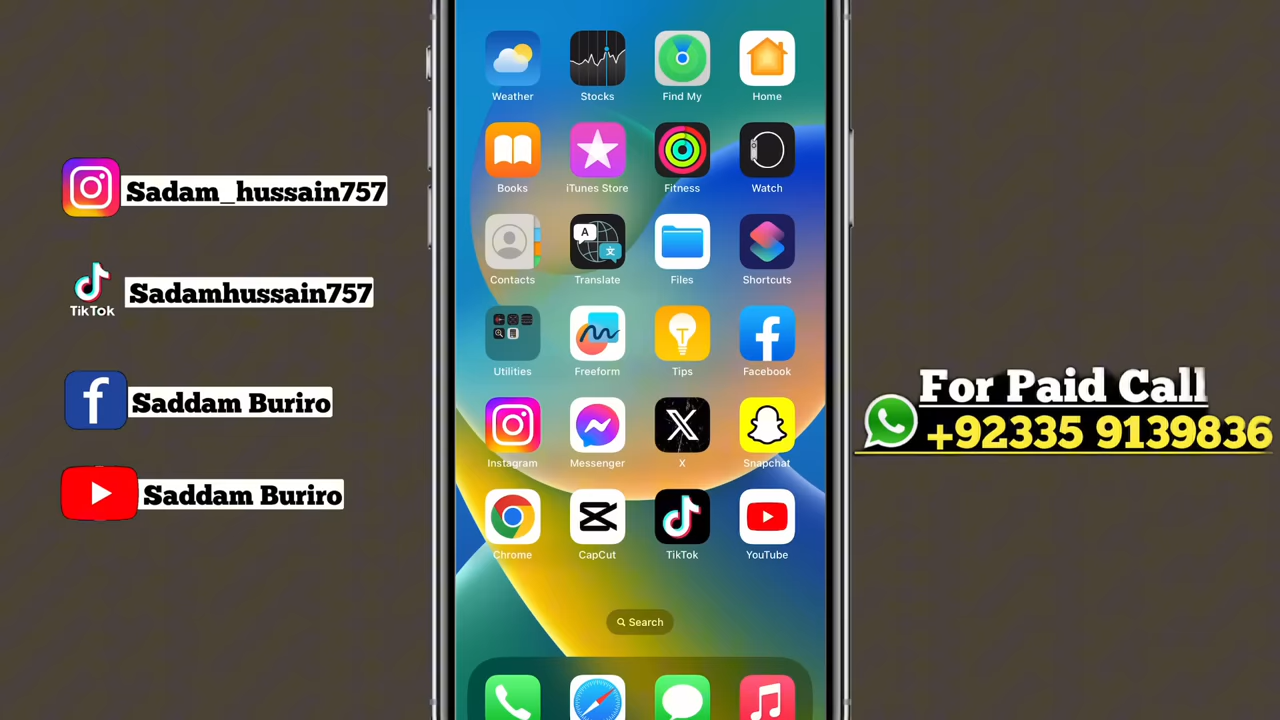 Sadam_hussain757
TikTok
Sadamhussain757
Saddam Buriro
Saddam Buriro
Weather
Stocks
Find My
Home
Books
iTunes Store
Fitness
Watch
Contacts
Translate
Files
Shortcuts
Utilities
Freeform
Tips
Facebook
Instagram
Messenger
X
Snapchat
Chrome
CapCut
TikTok
YouTube
Search
For Paid Call
+92335 9139836